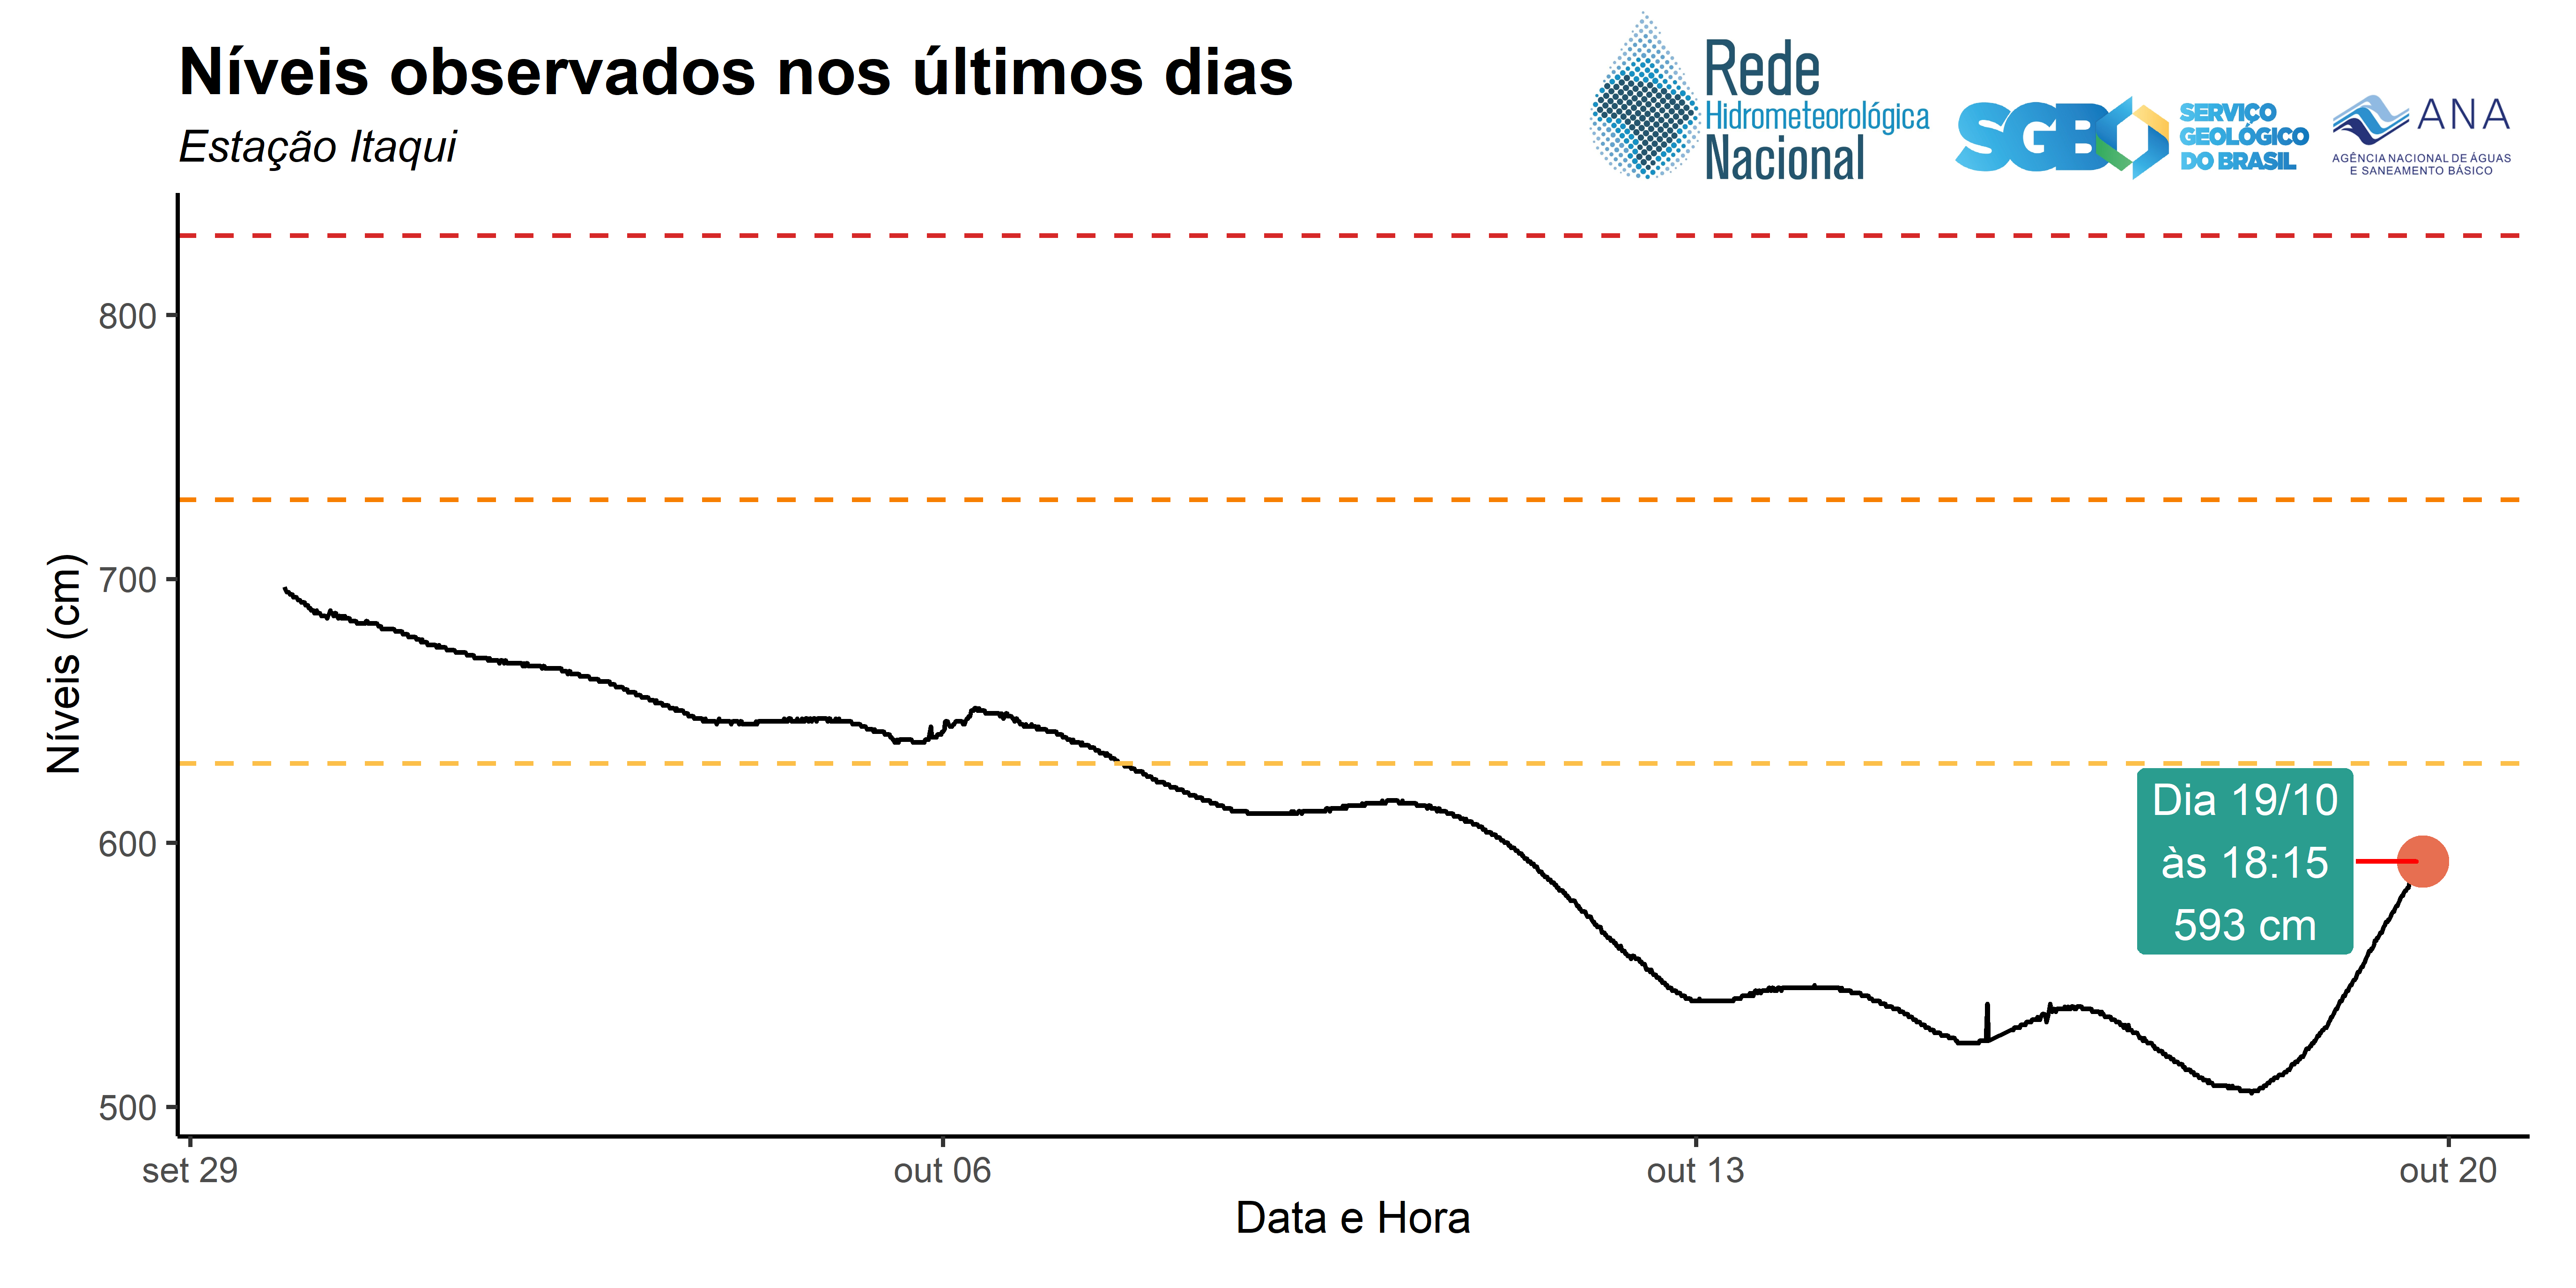 Níveis observados nos últimos dias
Estação Itaqui
Rede
Hidrometeorológica
Nacional
SGB
SERVIÇO
GEOLÓGICO
DO BRASIL
ANA
AGÊNCIA NACIONAL DE ÁGUAS
E SANEAMENTO BÁSICO
Níveis (cm)
800
700
600
500
Dia 19/10
às 18:15
593 cm
set 29
out 06
out 13
out 20
Data e Hora